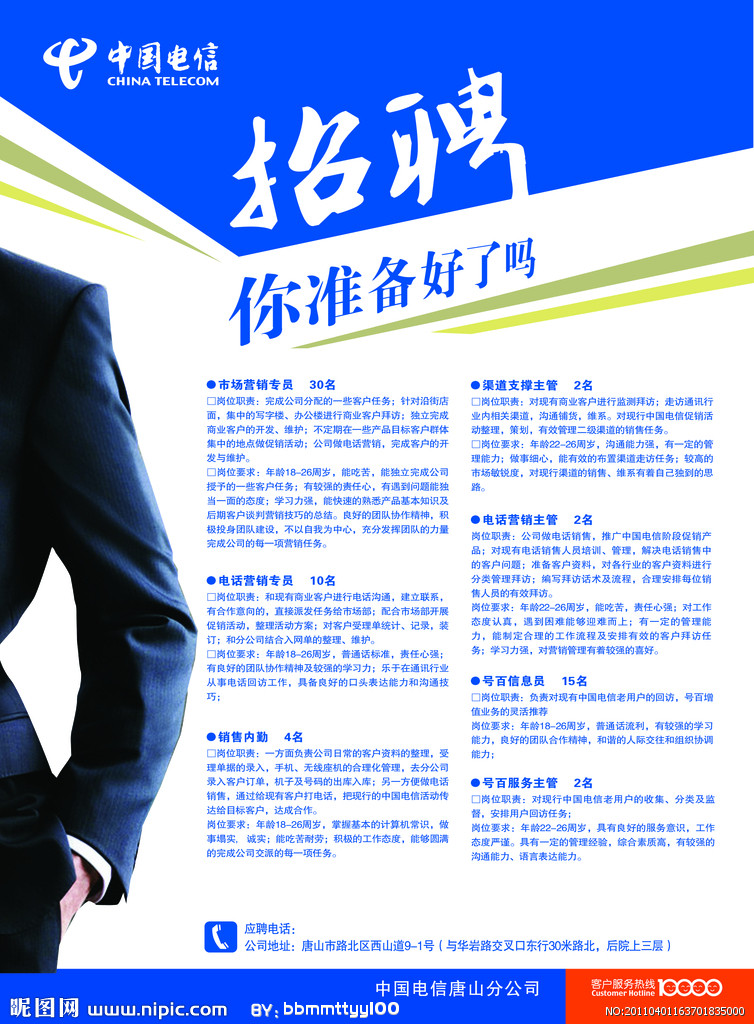 中国电信
CHINA TELECOM
招聘
你准备好了吗
●市场营销专员 30名
□岗位职责：完成公司分配的一些客户任务；针对沿街店
面，集中的写字楼、办公楼进行商业客户拜访；独立完成
商业客户的开发、维护；不定期在一些产品目标客户群体
集中的地点做促销活动；公司做电话营销，完成客户的开
发与维护。
□岗位要求：年龄18-26周岁，能吃苦，能独立完成公司
授予的一些客户任务；有较强的责任心，有遇到问题能独
当一面的态度；学习力强，能快速的熟悉产品基本知识及
后期客户谈判营销技巧的总结。良好的团队协作精神，积
极投身团队建设，不以自我为中心，充分发挥团队的力量
完成公司的每一项营销任务。
●电话营销专员 10名
□岗位职责：和现有商业客户进行电话沟通，建立联系，
有合作意向的，直接派发任务给市场部；配合市场部开展
促销活动，整理活动方案；对客户受理单统计、记录，装
订；和分公司结合入网单的整理、维护。
□岗位要求：年龄18-26周岁，普通话标准，责任心强；
有良好的团队协作精神及较强的学习力；乐于在通讯行业
从事电话回访工作，具备良好的口头表达能力和沟通技
巧；
●销售内勤 4名
□岗位职责：一方面负责公司日常的客户资料的整理，受
理单据的录入，手机、无线座机的合理化管理，去分公司
录入客户订单，机子及号码的出库入库；另一方便做电话
销售，通过给现有客户打电话，把现行的中国电信活动传
达给目标客户，达成合作。
岗位要求：年龄18-26周岁，掌握基本的计算机常识，做
事塌实，诚实；能吃苦耐劳；积极的工作态度，能够圆满
的完成公司交派的每一项任务。
●渠道支撑主管 2名
□岗位职责：对现有商业客户进行监测拜访；走访通讯行
业内相关渠道，沟通铺货，维系。对现行中国电信促销活
动整理，策划，有效管理二级渠道的销售任务。
□岗位要求：年龄22-26周岁，沟通能力强，有一定的管
理能力；做事细心，能有效的布置渠道走访任务；较高的
市场敏锐度，对现行渠道的销售、维系有着自己独到的思
路。
●电话营销主管 2名
岗位职责：公司做电话销售，推广中国电信阶段促销产
品；对现有电话销售人员培训、管理，解决电话销售中
的客户问题；准备客户资料，对各行业的客户资料进行
分类管理拜访；编写拜访话术及流程，合理安排每位销
售人员的有效拜访。
岗位要求：年龄22-26周岁，能吃苦，责任心强；对工作
态度认真，遇到困难能够迎难而上；有一定的管理能
力，能制定合理的工作流程及安排有效的客户拜访任
务；学习力强，对营销管理有着较强的喜好。
●号百信息员 15名
□岗位职责：负责对现有中国电信老用户的回访，号百增
值业务的灵活推荐
岗位要求：年龄18-26周岁，普通话流利，有较强的学习
能力，良好的团队合作精神，和谐的人际交往和组织协调
能力；
●号百服务主管 2名
□岗位职责：对现行中国电信老用户的收集、分类及监
督，安排用户回访任务；
岗位要求：年龄22-26周岁，具有良好的服务意识，工作
态度严谨。具有一定的管理经验，综合素质高，有较强的
沟通能力、语言表达能力。
应聘电话：
公司地址：唐山市路北区西山道9-1号（与华岩路交叉口东行30米路北，后院上三层）
中国电信唐山分公司
客户服务热线 10000
Customer Hotline
昵图网 www.nipic.com BY：bbmmttyy100
NO:20110401163701835000